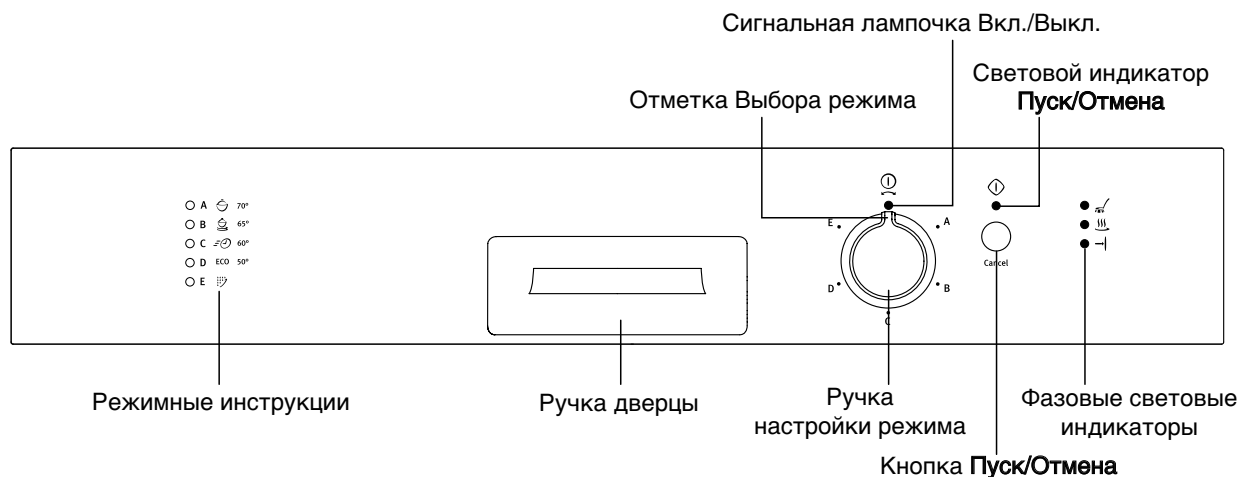 Сигнальная лампочка Вкл./Выкл.
Световой индикатор
Пуск/Отмена
Отметка Выбора режима
A 70°
B 65°
C 60°
D ECO 50°
E
E
A
D
B
C
Cancel
Режимные инструкции
Ручка дверцы
Ручка
настройки режима
Фазовые световые
индикаторы
Кнопка Пуск/Отмена